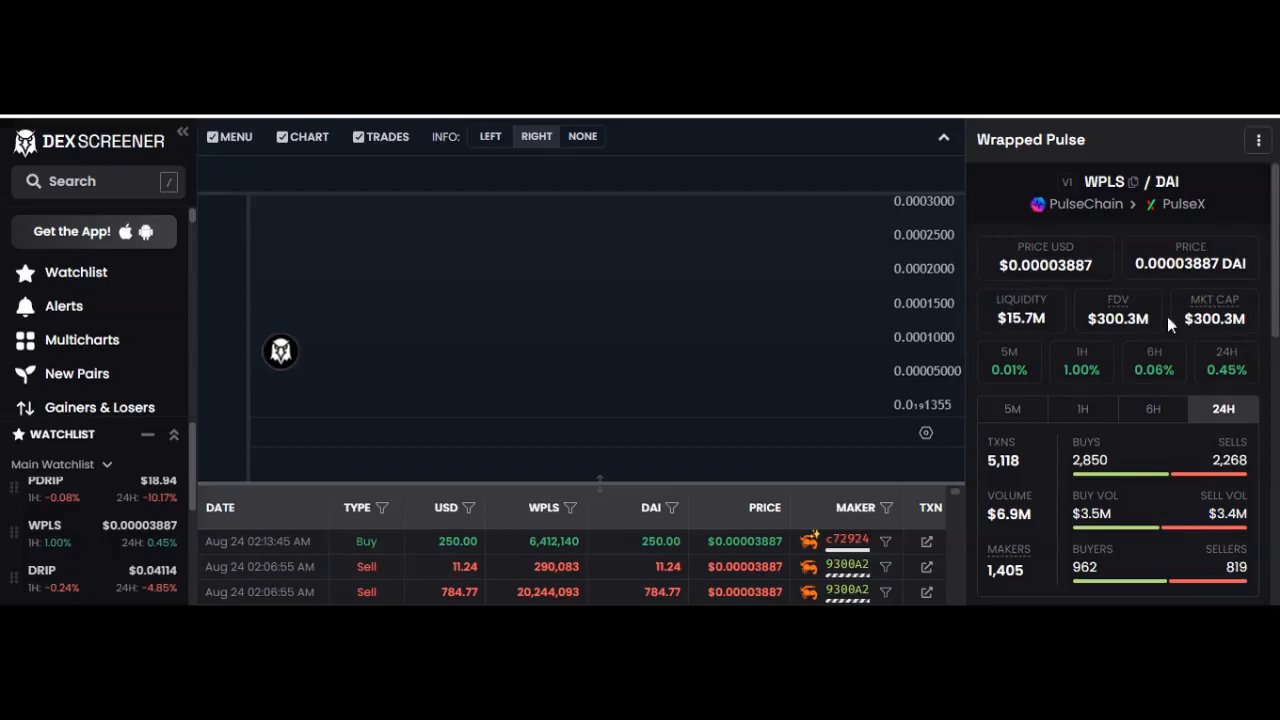 DEX SCREENER
Search /
Get the App!
Watchlist
Alerts
Multicharts
New Pairs
Gainers & Losers
WATCHLIST
Main Watchlist
PDRIP $18.94
1H: -0.08% 24H: -10.17%
WPLS $0.00003887
1H: 1.00% 24H: 0.45%
DRIP $0.04114
1H: -0.24% 24H: -4.85%
MENU CHART TRADES INFO: LEFT RIGHT NONE
0.0003000
0.0002500
0.0002000
0.0001500
0.0001000
0.00005000
0.0₁₉1355
DATE TYPE USD WPLS DAI PRICE MAKER TXN
Aug 24 02:13:45 AM Buy 250.00 6,412,140 250.00 $0.00003887 c72924
Aug 24 02:06:55 AM Sell 11.24 290,083 11.24 $0.00003887 9300A2
Aug 24 02:06:55 AM Sell 784.77 20,244,093 784.77 $0.00003887 9300A2
Wrapped Pulse
V1 WPLS / DAI
PulseChain > PulseX
PRICE USD PRICE
$0.00003887 0.00003887 DAI
LIQUIDITY FDV MKT CAP
$15.7M $300.3M $300.3M
5M 1H 6H 24H
0.01% 1.00% 0.06% 0.45%
5M 1H 6H 24H
TXNS BUYS SELLS
5,118 2,850 2,268
VOLUME BUY VOL SELL VOL
$6.9M $3.5M $3.4M
MAKERS BUYERS SELLERS
1,405 962 819